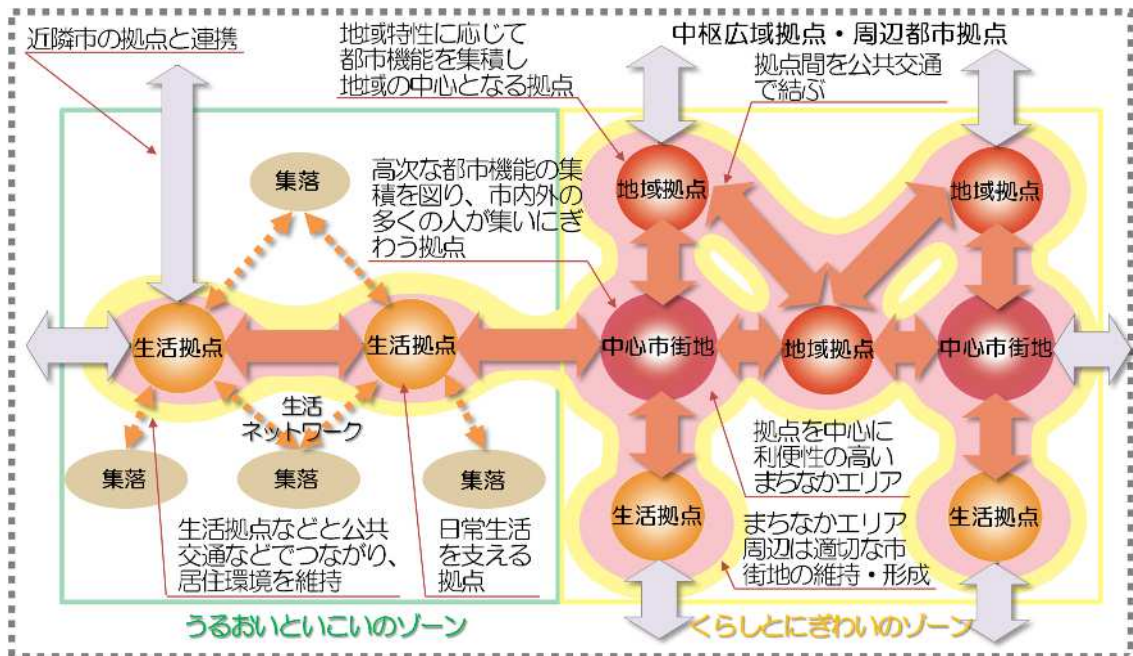 近隣市の拠点と連携
地域特性に応じて
都市機能を集積し
地域の中心となる拠点
中枢広域拠点・周辺都市拠点
拠点間を公共交通
で結ぶ
集落
高次な都市機能の集
積を図り、市内外の
多くの人が集いにぎ
わう拠点
地域拠点
地域拠点
生活拠点
生活拠点
中心市街地
地域拠点
中心市街地
生活
ネットワーク
集落
集落
集落
拠点を中心に
利便性の高い
まちなかエリア
生活拠点
生活拠点
生活拠点などと公共
交通などでつながり、
居住環境を維持
日常生活
を支える
拠点
まちなかエリア
周辺は適切な市
街地の維持・形成
うるおいといこいのゾーン
くらしとにぎわいのゾーン